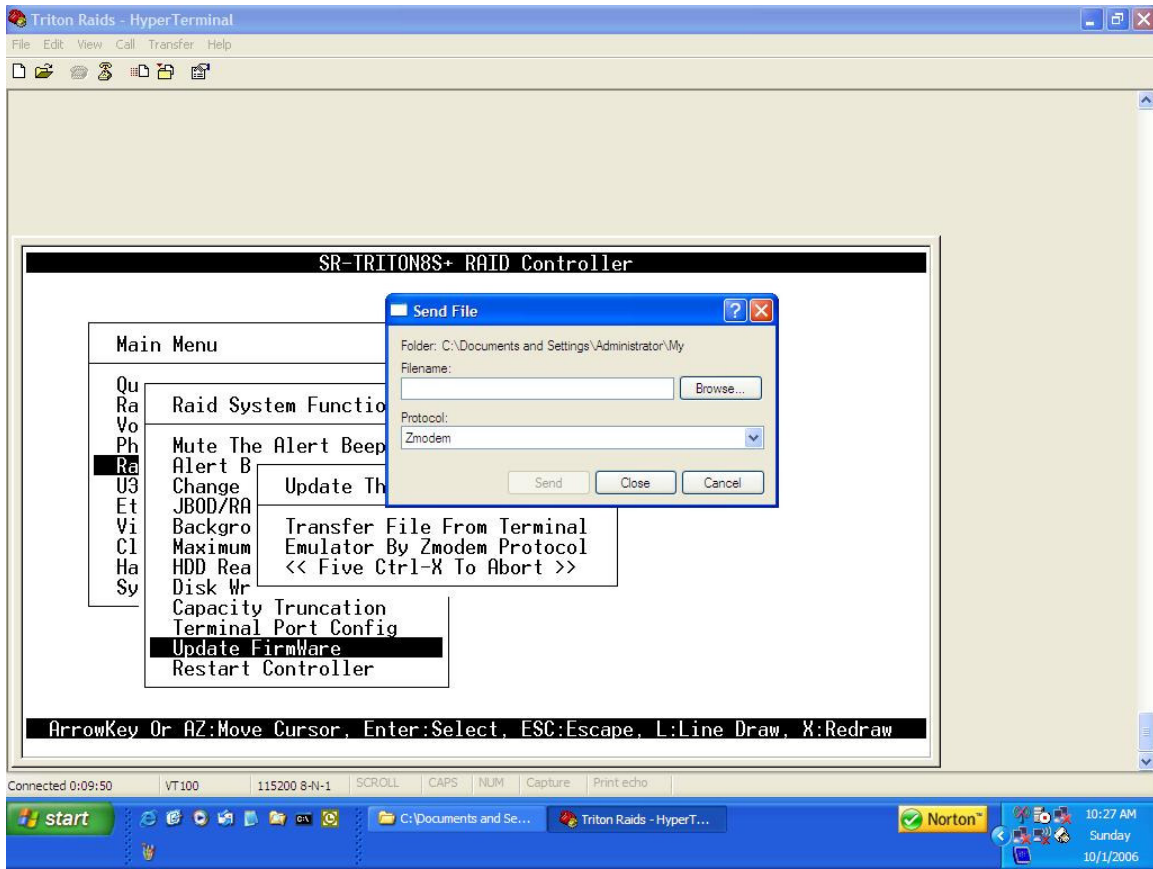 Triton Raids - HyperTerminal
File Edit View Call Transfer Help
SR-TRITON8S+ RAID Controller
Main Menu
Qu
Ra
Vo
Ph
Ra
U3
Et
Vi
Cl
Ha
Sy
Raid System Functio
Mute The Alert Beep
Alert B
Change
JBOD/RA
Backgro
Maximum
HDD Rea
Disk Wr
Capacity Truncation
Terminal Port Config
Update FirmWare
Restart Controller
Update Th
Transfer File From Terminal
Emulator By Zmodem Protocol
<< Five Ctrl-X To Abort >>
Send File
Folder: C:\Documents and Settings\Administrator\My
Filename:
Browse...
Protocol:
Zmodem
Send Close Cancel
ArrowKey Or AZ:Move Cursor, Enter:Select, ESC:Escape, L:Line Draw, X:Redraw
Connected 0:09:50 VT100 115200 8-N-1 SCROLL CAPS NUM Capture Print echo
start C:\Documents and Se... Triton Raids - HyperT... Norton™ 10:27 AM
Sunday
10/1/2006